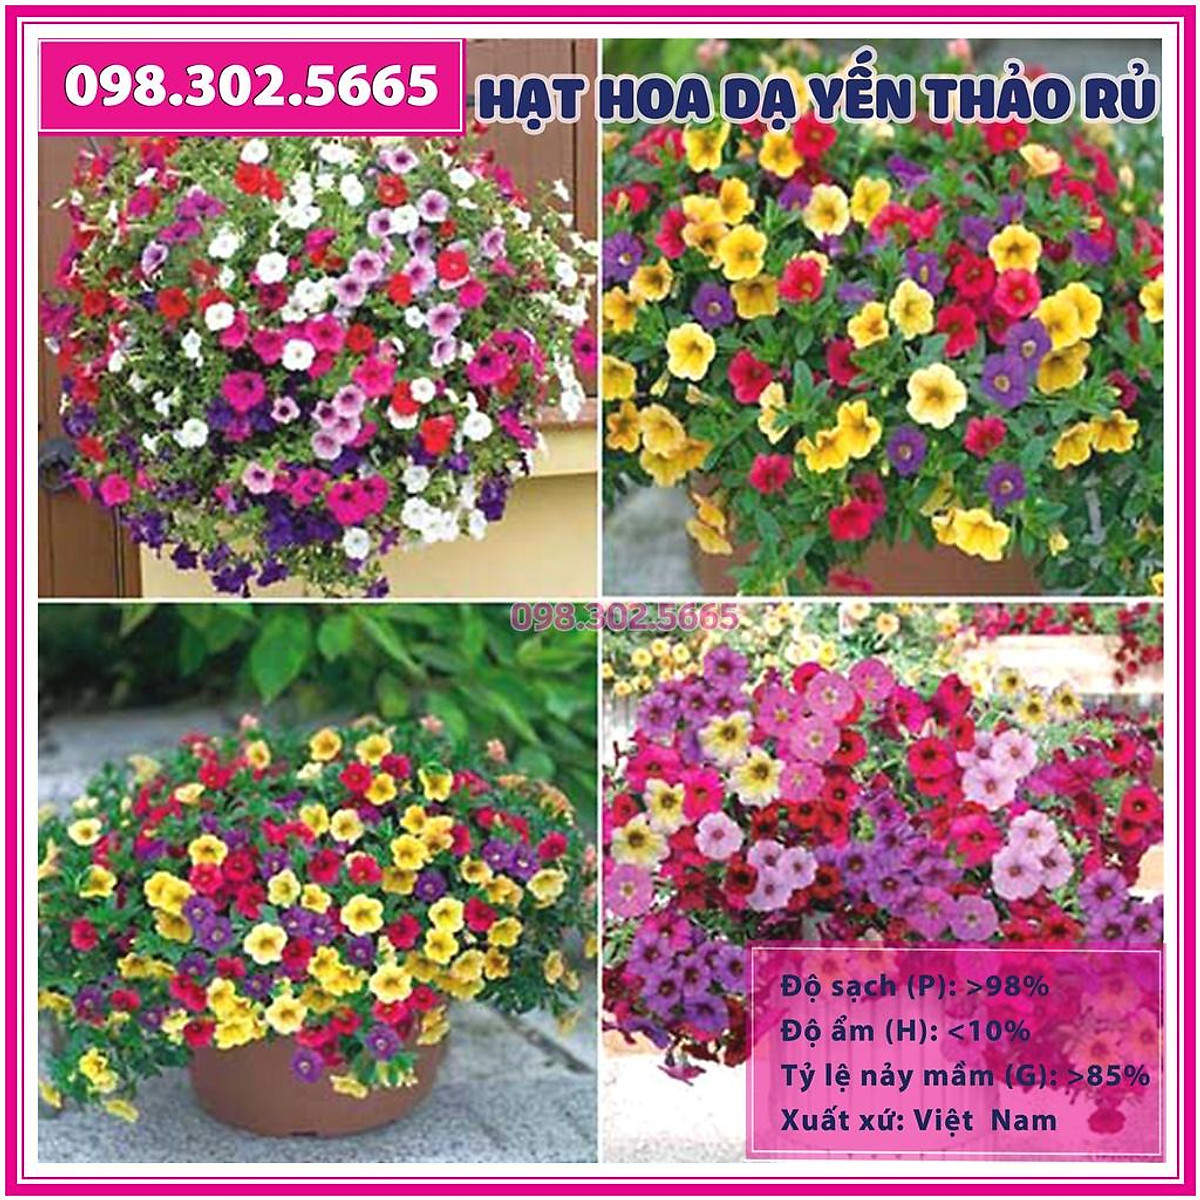 098.302.5665
HẠT HOA DẠ YẾN THẢO RỦ
098.302.5665
Độ sạch (P): >98%
Độ ẩm (H): <10%
Tỷ lệ nảy mầm (G): >85%
Xuất xứ: Việt Nam